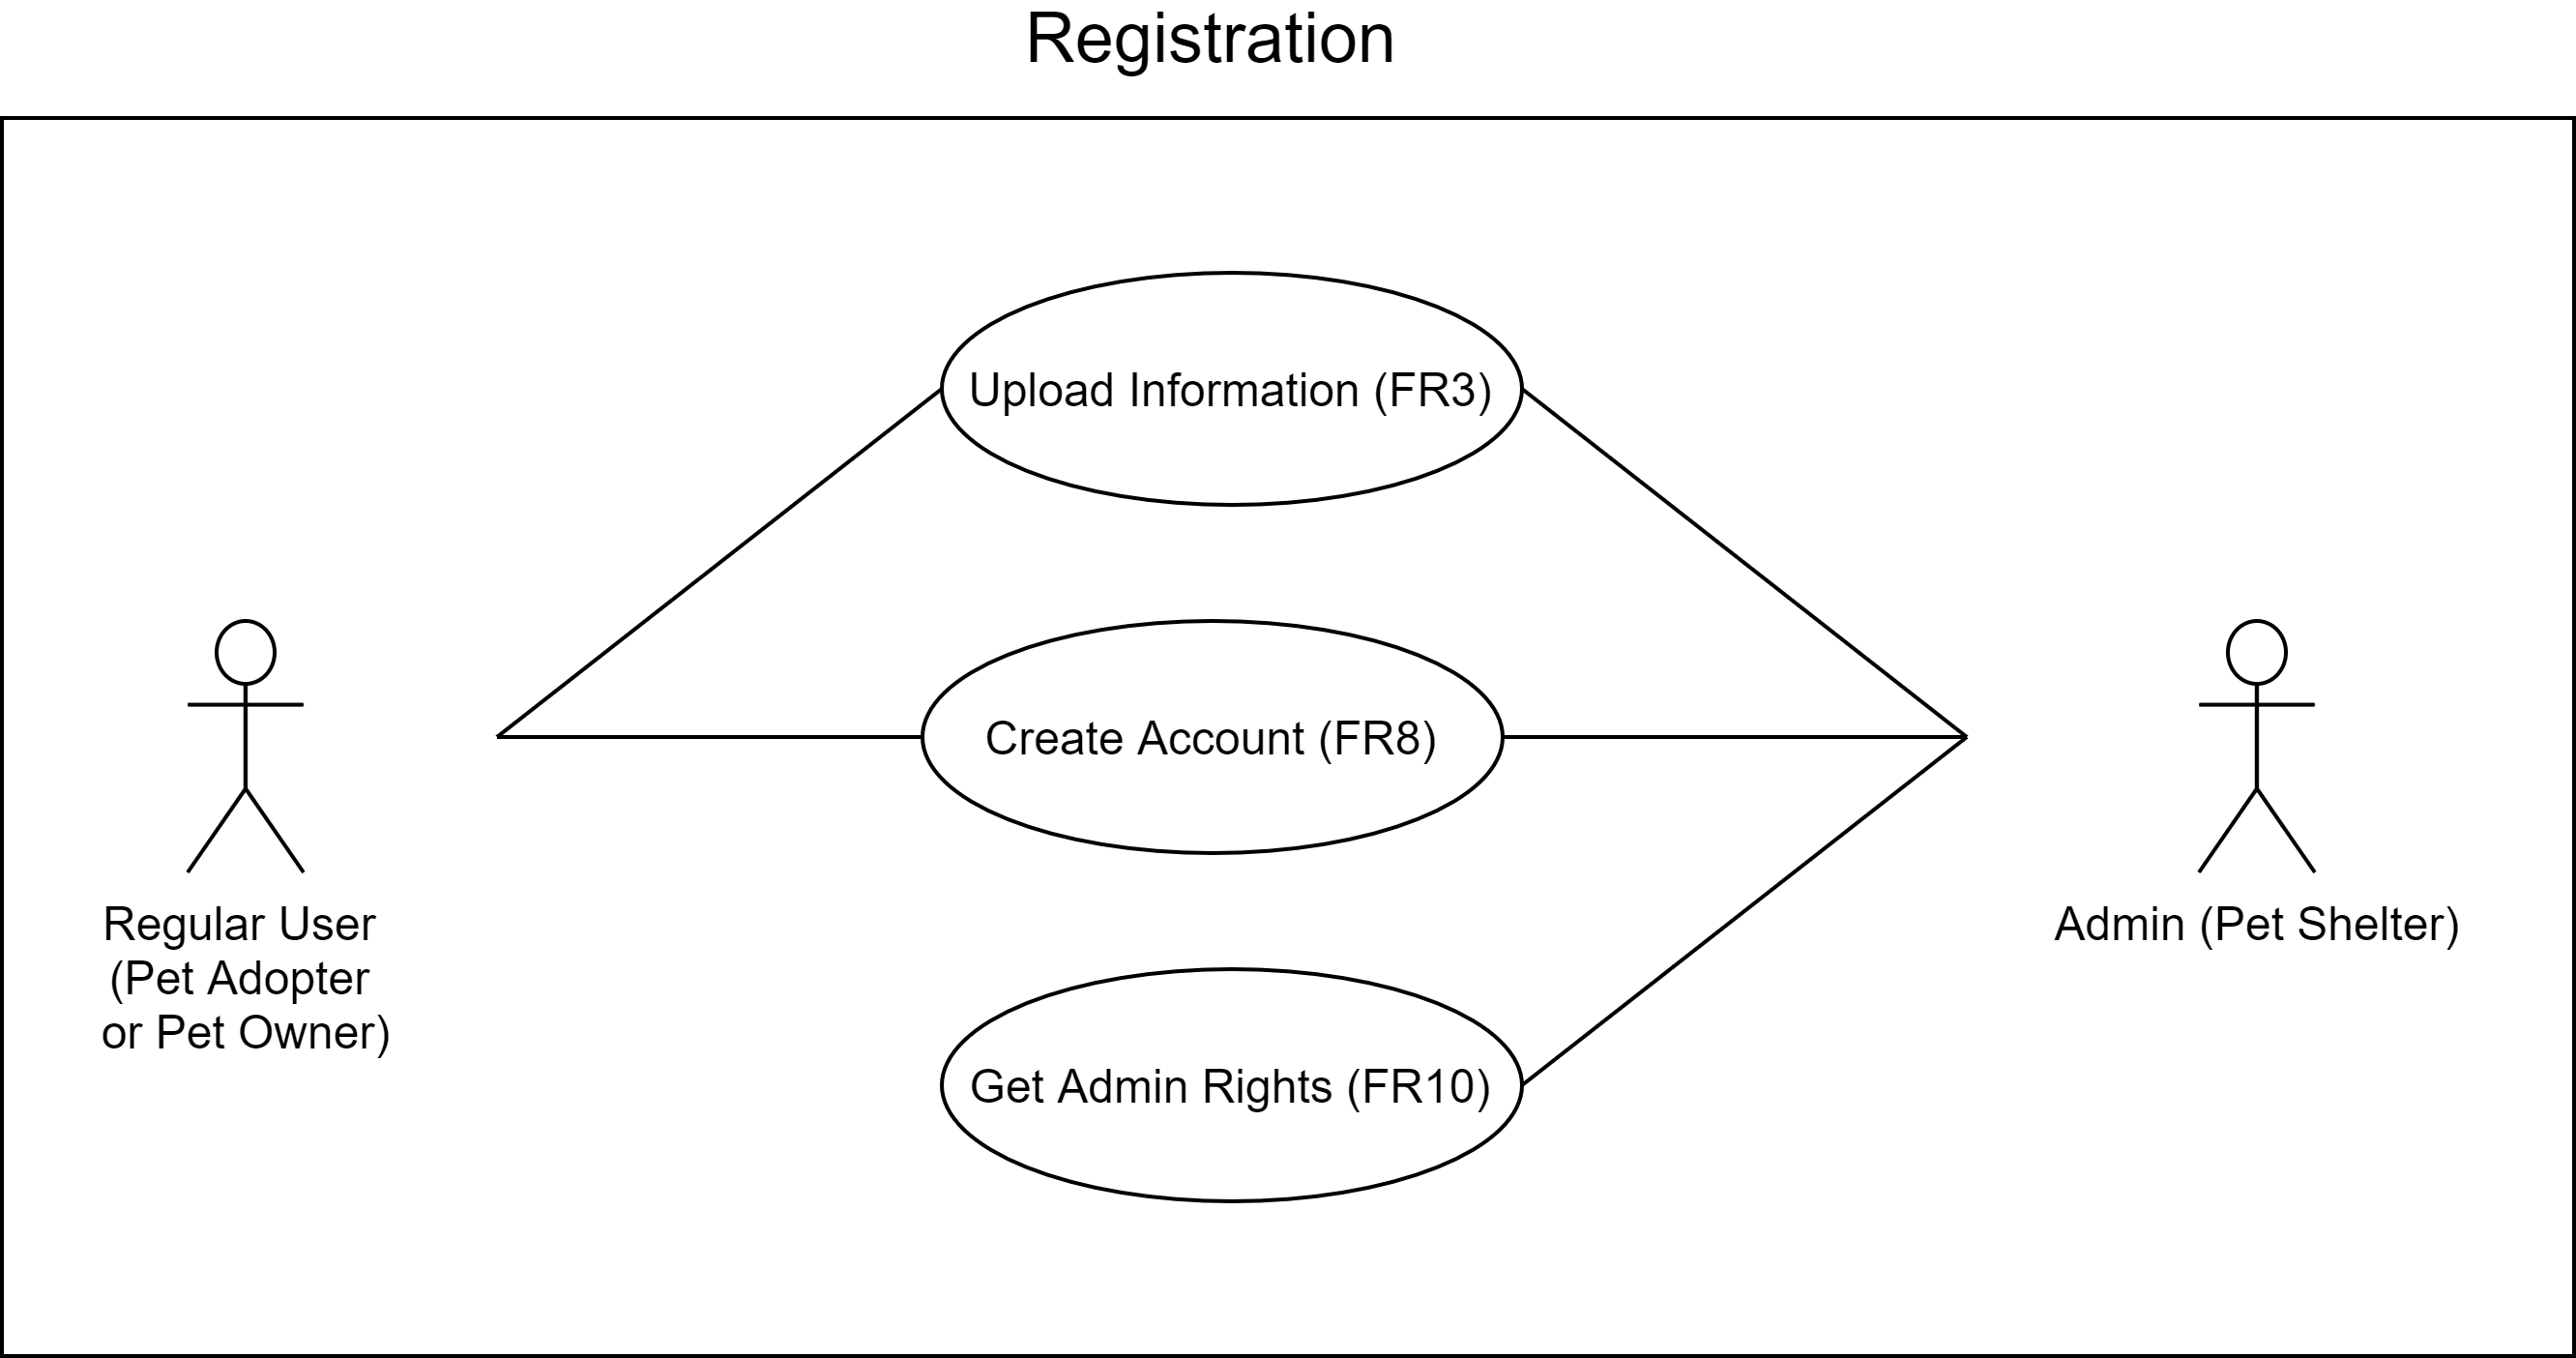 Registration
Upload Information (FR3)
Create Account (FR8)
Regular User
(Pet Adopter
or Pet Owner)
Admin (Pet Shelter)
Get Admin Rights (FR10)